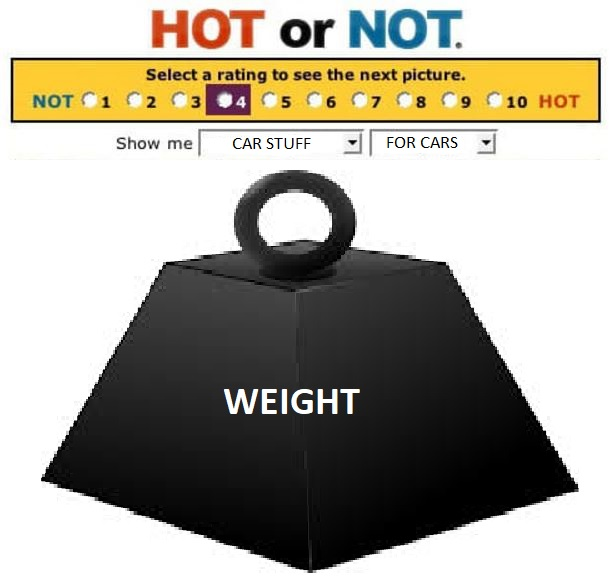 HOT or NOT.
Select a rating to see the next picture.
NOT 1 2 3 4 5 6 7 8 9 10 HOT
Show me CAR STUFF FOR CARS
WEIGHT